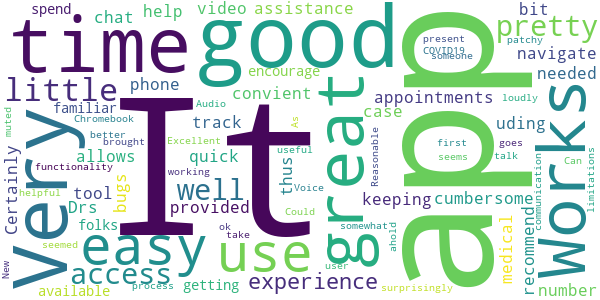 spend
chat
help
video
assistance
time
good
app
pretty
bit
present
COVID19
someone
patchy
navigate
little
phone
encourage
convient
great
appointments
needed
familiar
Chromebook
better
brought
Audio
track
case
uding
works
loudly
muted
Certainly
very
It
allows
Excellent
quick
As
Reasonable
first
seems
goes
talk
Can
functionality
working
useful
helpful
tool
bugs
well
thus
Voice
keeping
cumbersome
communication
limitations
Drs
provided
Could
folks
ok
take
somewhat
ahoid
recommend
medical
seemed
easy
use
user
New
access
process
getting
experience
surprisingly
available
number